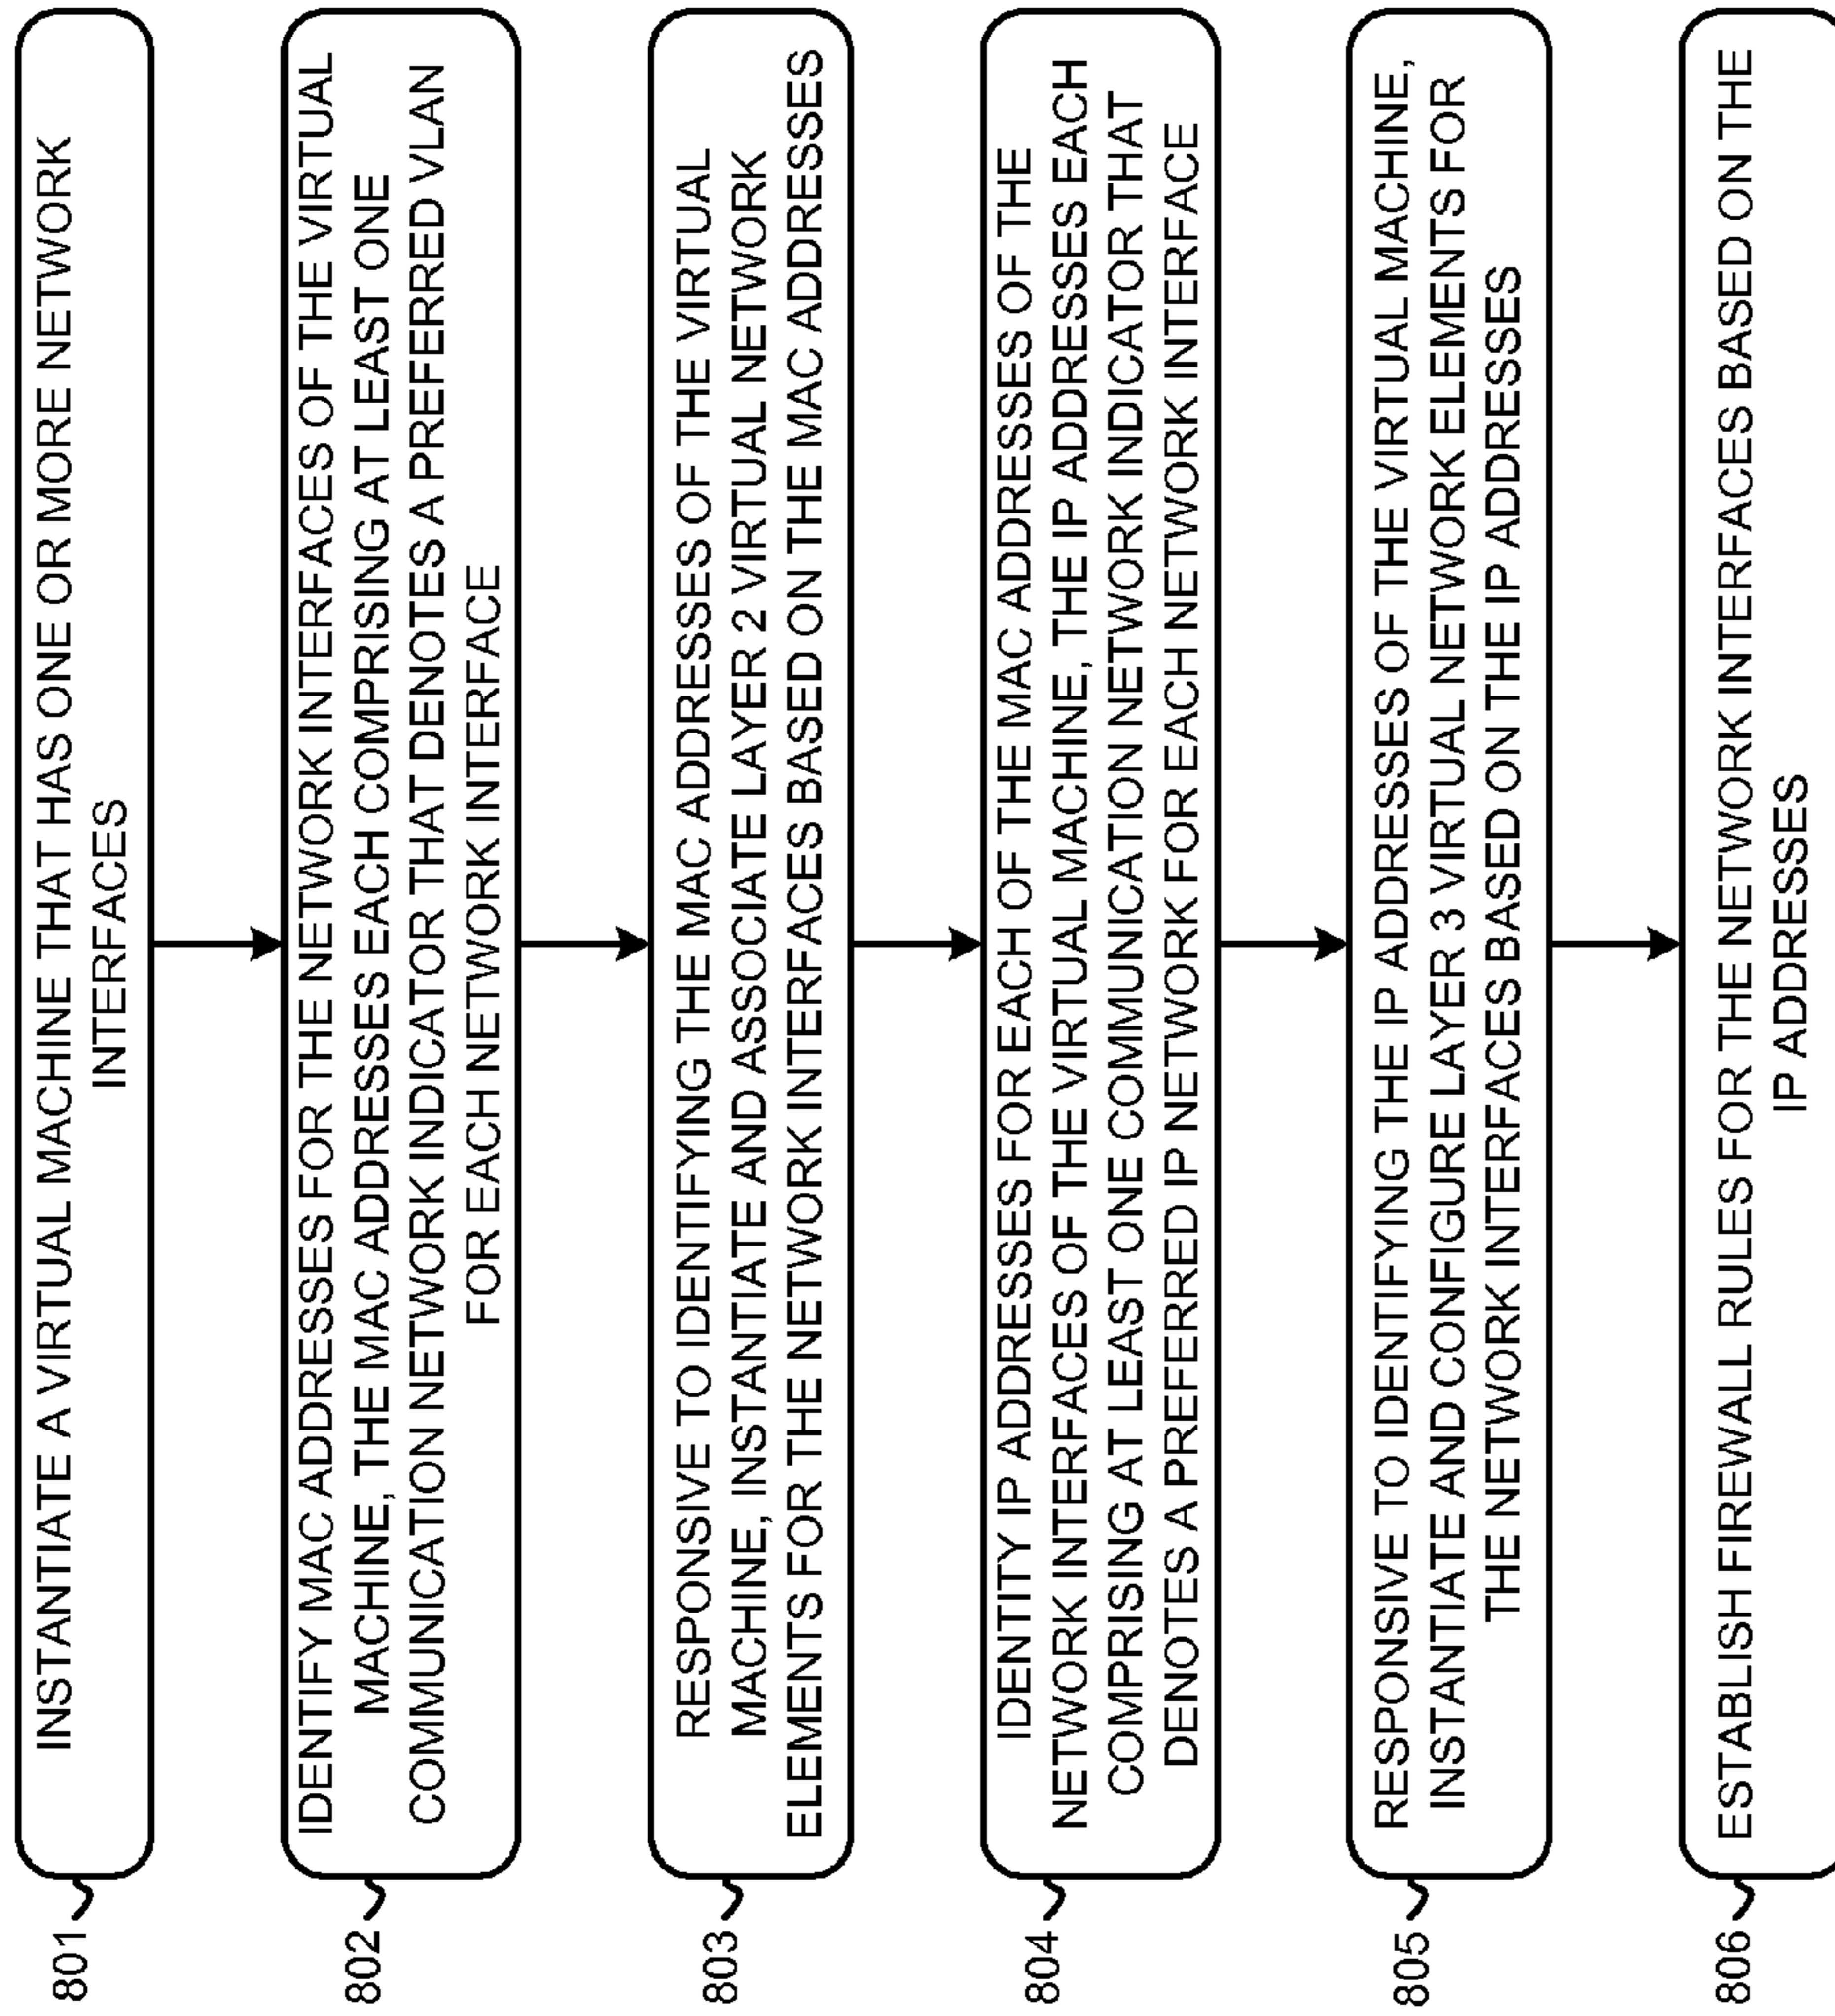 801
INSTANTIATE A VIRTUAL MACHINE THAT HAS ONE OR MORE NETWORK
INTERFACES
802
IDENTIFY MAC ADDRESSES FOR THE NETWORK INTERFACES OF THE VIRTUAL
MACHINE, THE MAC ADDRESSES EACH COMPRISING AT LEAST ONE
COMMUNICATION NETWORK INDICATOR THAT DENOTES A PREFERRED VLAN
FOR EACH NETWORK INTERFACE
803
RESPONSIVE TO IDENTIFYING THE MAC ADDRESSES OF THE VIRTUAL
MACHINE, INSTANTIATE AND ASSOCIATE LAYER 2 VIRTUAL NETWORK
ELEMENTS FOR THE NETWORK INTERFACES BASED ON THE MAC ADDRESSES
804
IDENTITY IP ADDRESSES FOR EACH OF THE MAC ADDRESSES OF THE
NETWORK INTERFACES OF THE VIRTUAL MACHINE, THE IP ADDRESSES EACH
COMPRISING AT LEAST ONE COMMUNICATION NETWORK INDICATOR THAT
DENOTES A PREFERRED IP NETWORK FOR EACH NETWORK INTERFACE
805
RESPONSIVE TO IDENTIFYING THE IP ADDRESSES OF THE VIRTUAL MACHINE,
INSTANTIATE AND CONFIGURE LAYER 3 VIRTUAL NETWORK ELEMENTS FOR
THE NETWORK INTERFACES BASED ON THE IP ADDRESSES
806
ESTABLISH FIREWALL RULES FOR THE NETWORK INTERFACES BASED ON THE
IP ADDRESSES